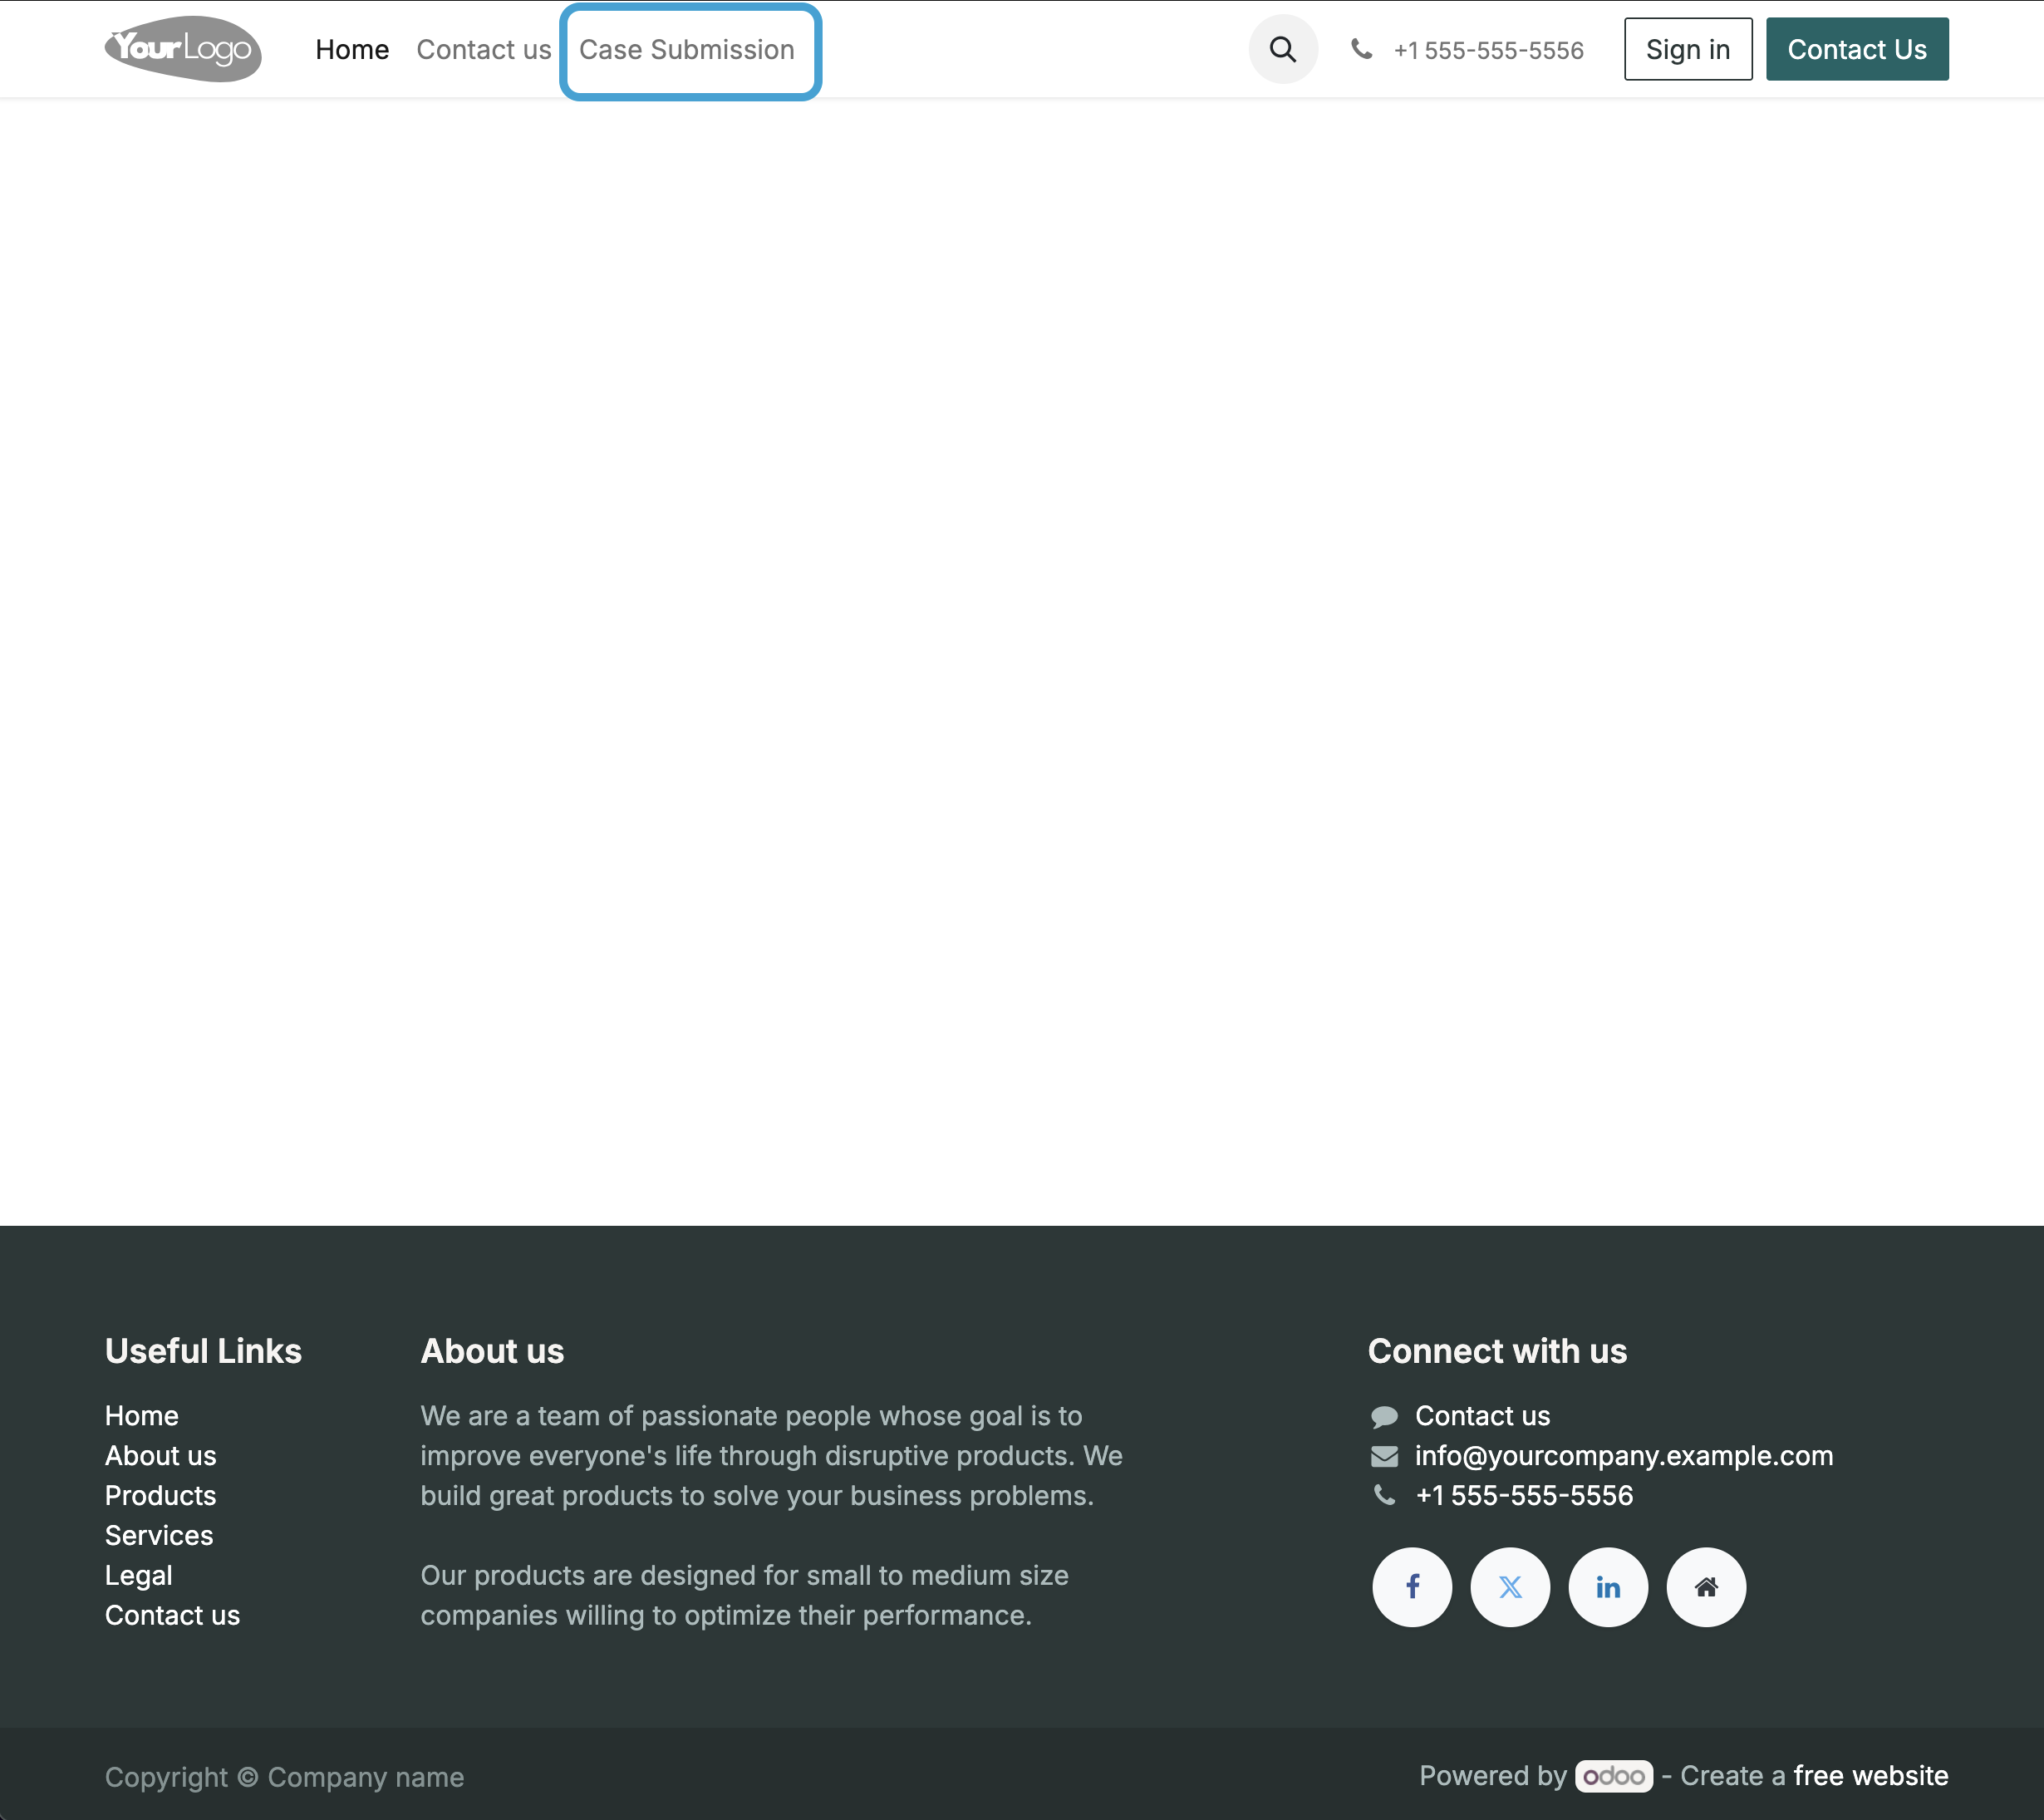 YourLogo Home Contact us Case Submission +1 555-555-5556 Sign in Contact Us
Useful Links
Home
About us
Products
Services
Legal
Contact us
About us
We are a team of passionate people whose goal is to
improve everyone's life through disruptive products. We
build great products to solve your business problems.
Our products are designed for small to medium size
companies willing to optimize their performance.
Connect with us
Contact us
info@yourcompany.example.com
+1 555-555-5556
Copyright © Company name
Powered by odoo - Create a free website